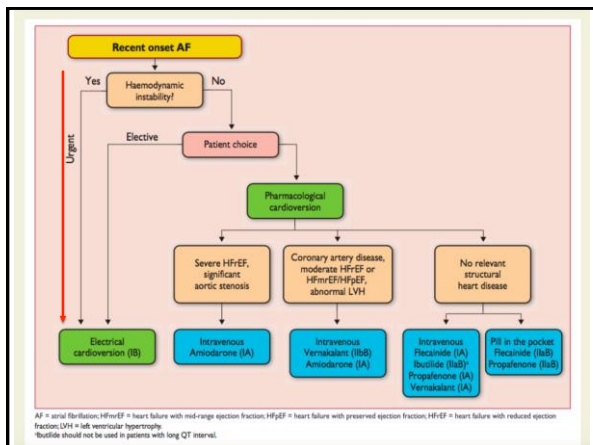 Recent onset AF
Yes
Haemodynamic
instability?
No
Urgent
Elective
Patient choice
Pharmacological
cardioversion
Severe HFrEF,
significant
aortic stenosis
Coronary artery disease,
moderate HFrEF or
HFmrEF/HFpEF,
abnormal LVH
No relevant
structural
heart disease
Electrical
cardioversion (IB)
Intravenous
Amiodarone (IA)
Intravenous
Vernakalant (IIbB)
Amiodarone (IA)
Intravenous
Flecainide (IA)
Ibutilide (IIaB)ᵃ
Propafenone (IA)
Vernakalant (IA)
Pill in the pocket
Flecainide (IIaB)
Propafenone (IIaB)
AF = atrial fibrillation; HFmrEF = heart failure with mid-range ejection fraction; HFpEF = heart failure with preserved ejection fraction; HFrEF = heart failure with reduced ejection
fraction; LVH = left ventricular hypertrophy.
ᵃIbutilide should not be used in patients with long QT interval.